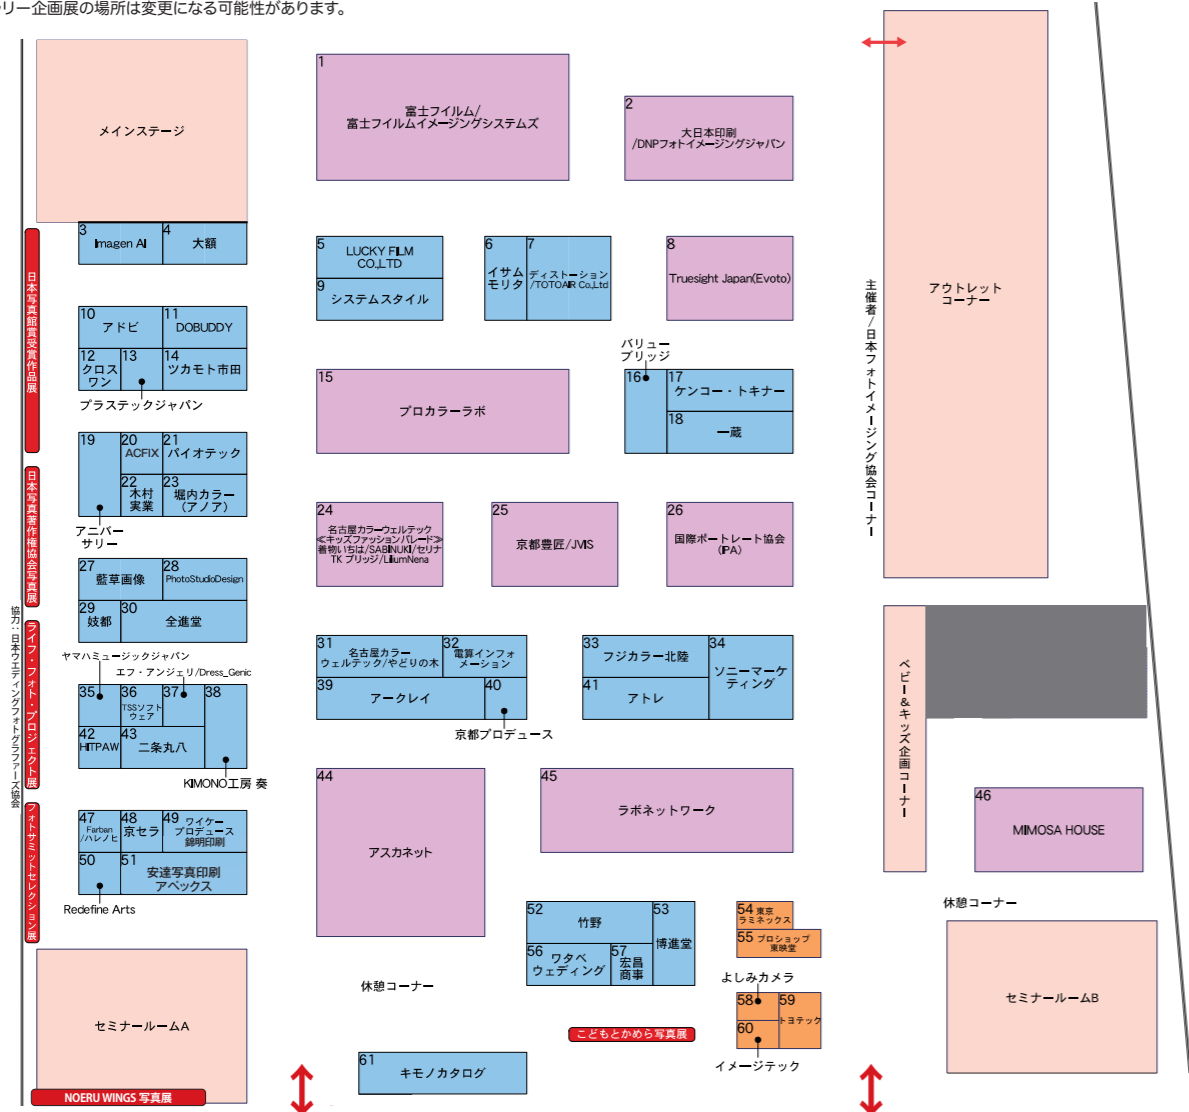 リー企画展の場所は変更になる可能性があります。
メインステージ
1
富士フイルム/
富士フイルムイメージングシステムズ
2
大日本印刷
/DNPフォトイメージングジャパン
アウトレット
コーナー
主催者/日本フォトイメージング協会コーナー
3
Imagen AI
4
大額
5
LUCKY FILM
CO.,LTD
6
イサム
モリタ
7
ディストーション
/TOTOAIR Co.,Ltd
8
Truesight Japan(Evoto)
9
システムスタイル
日本写真館賞受賞作品展
10
アドビ
11
DOBUDDY
12
クロス
ワン
13
プラステックジャパン
14
ツカモト市田
15
プロカラーラボ
バリュー
ブリッジ
16
17
ケンコー・トキナー
18
一蔵
19
アニバー
サリー
20
ACFIX
21
バイオテック
22
木村
実業
23
堀内カラー
(アノア)
24
名古屋カラーウェルテック
≪キッズファッションパレード≫
着物いちは/SABINUKI/セリナ
TK ブリッジ/LiliumNena
25
京都豊匠/JVIS
26
国際ポートレート協会
(IPA)
日本写真著作権協会写真展
27
藍草画像
28
PhotoStudioDesign
29
妓都
30
全進堂
協力:日本ウエディングフォトグラファーズ協会
ライフ・フォト・プロジェクト展
31
名古屋カラー
ウェルテック/やどりの木
32
電算インフォ
メーション
33
フジカラー北陸
34
ソニーマーケ
ティング
ヤマハミュージックジャパン
エフ・アンジェリ/Dress_Genic
35
36
TSSソフト
ウェア
37
38
KIMONO工房 奏
39
アークレイ
40
京都プロデュース
41
アトレ
42
HITPAW
43
二条丸八
ベビー&キッズ企画コーナー
44
アスカネット
45
ラボネットワーク
46
MIMOSA HOUSE
休憩コーナー
フォトサミットセレクション展
47
Farban
/ハレノヒ
48
京セラ
49
ワイケー
プロデュース
錦明印刷
50
Redefine Arts
51
安達写真印刷
アペックス
52
竹野
53
博進堂
54
東京
ラミネックス
55
プロショップ
東映堂
56
ワタベ
ウェディング
57
宏昌
商事
よしみカメラ
58
59
トヨテック
60
イメージテック
休憩コーナー
こどもとかめら写真展
61
キモノカタログ
セミナールームA
セミナールームB
NOERU WINGS 写真展